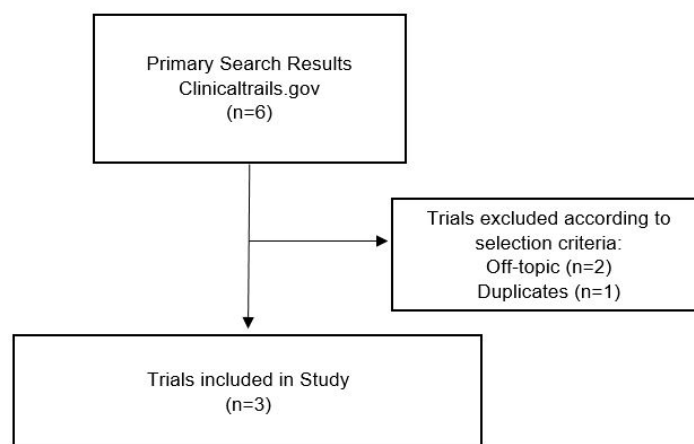 Primary Search Results
Clinicaltrails.gov
(n=6)
Trials excluded according to
selection criteria:
Off-topic (n=2)
Duplicates (n=1)
Trials included in Study
(n=3)